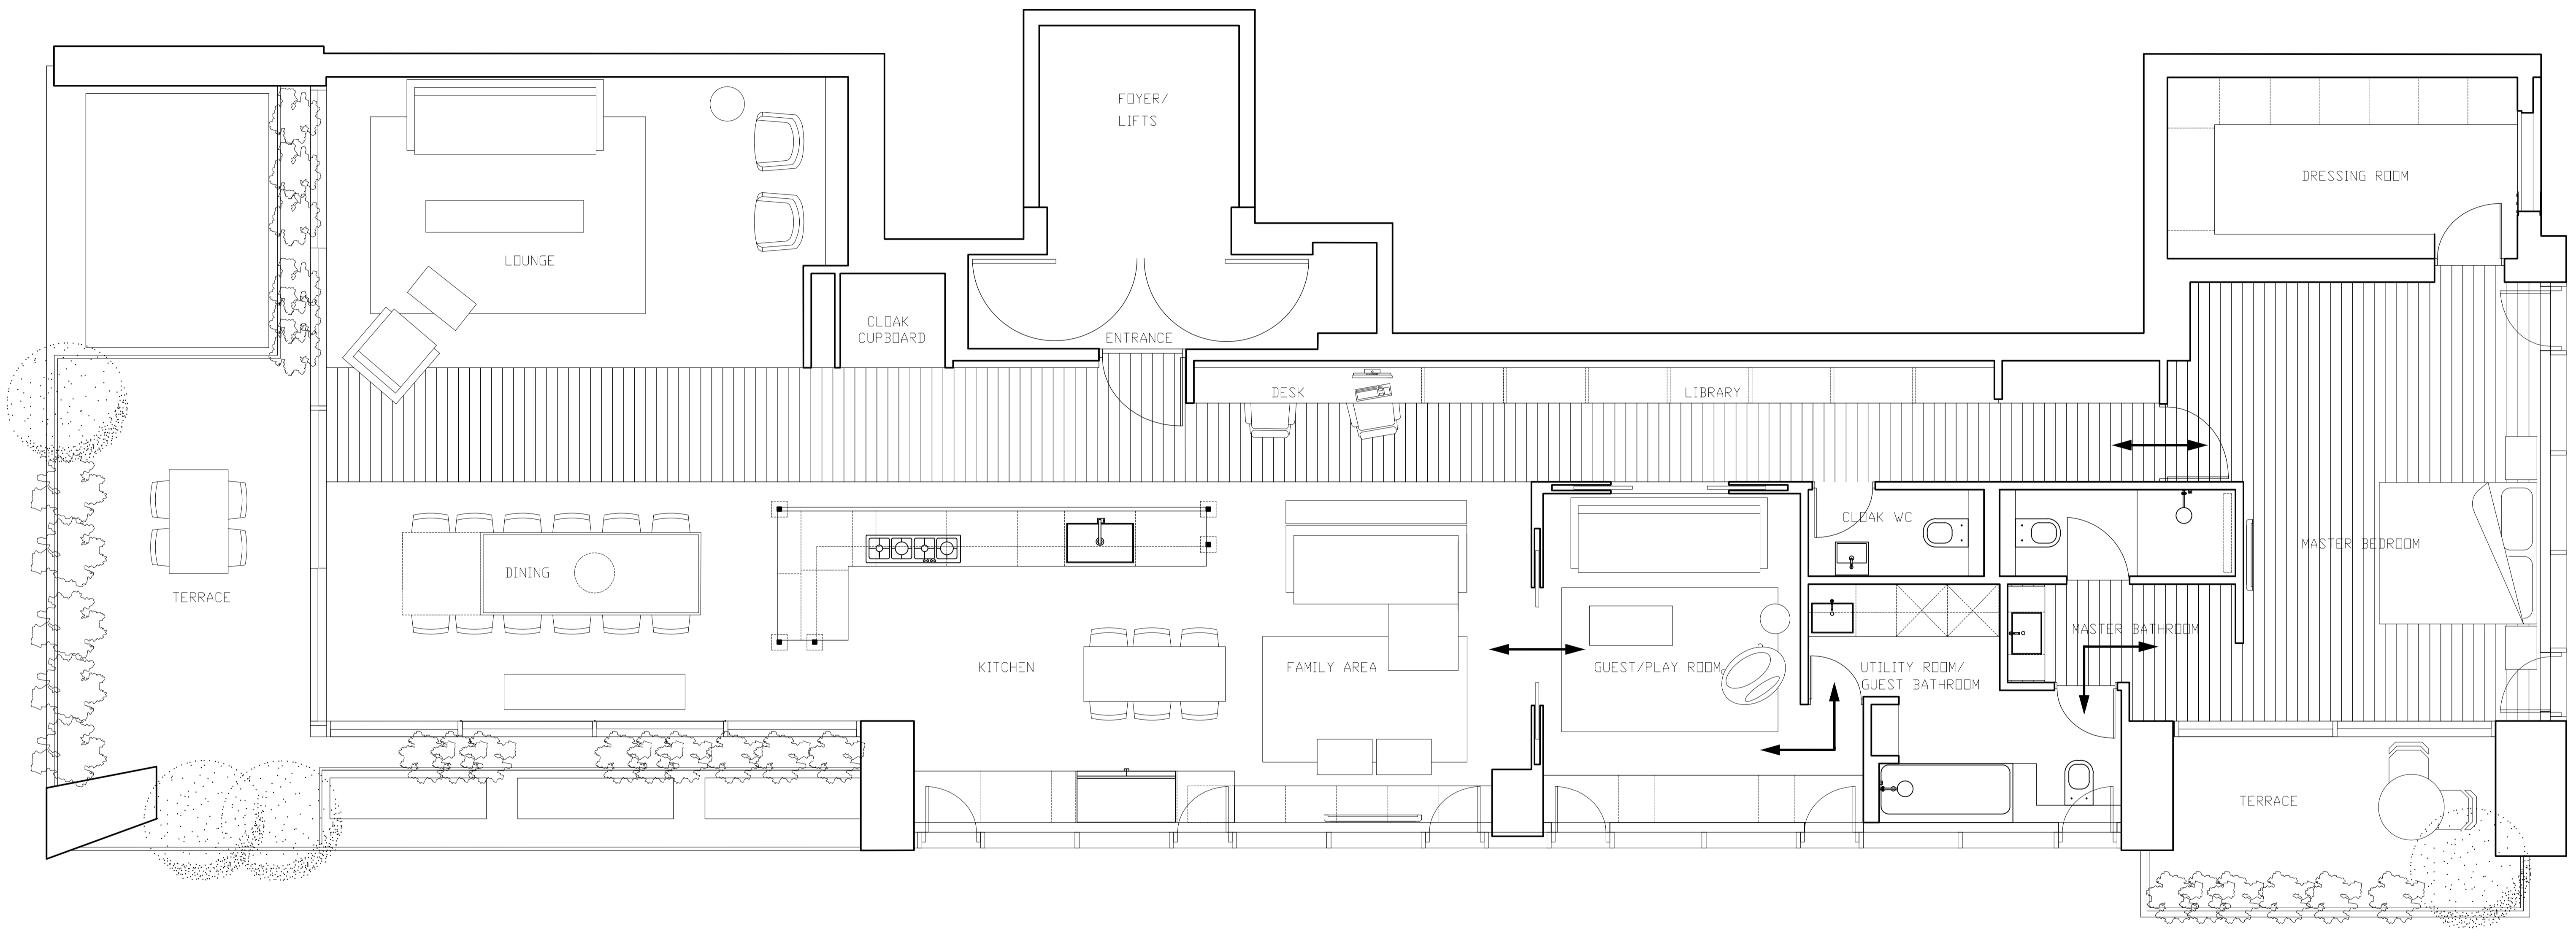 FOYER/
LIFTS
DRESSING ROOM
LOUNGE
CLOAK
CUPBOARD
ENTRANCE
DESK
LIBRARY
CLOAK WC
MASTER BEDROOM
DINING
TERRACE
MASTER BATHROOM
KITCHEN
FAMILY AREA
GUEST/PLAY ROOM
UTILITY ROOM/
GUEST BATHROOM
TERRACE